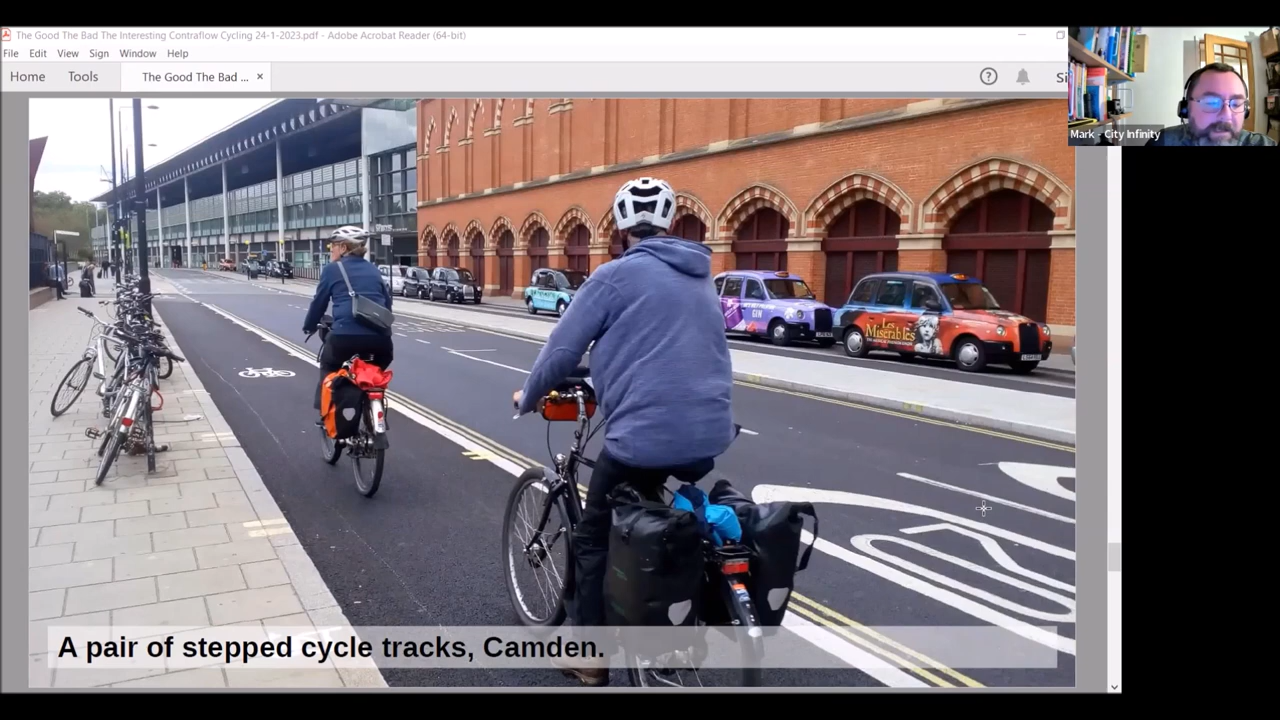 The Good The Bad The Interesting Contraflow Cycling 24-1-2023.pdf - Adobe Acrobat Reader (64-bit)
File Edit View Sign Window Help
Home Tools The Good The Bad ... × Si
Mark - City Infinity
GIN
Les
Misérables
A pair of stepped cycle tracks, Camden.